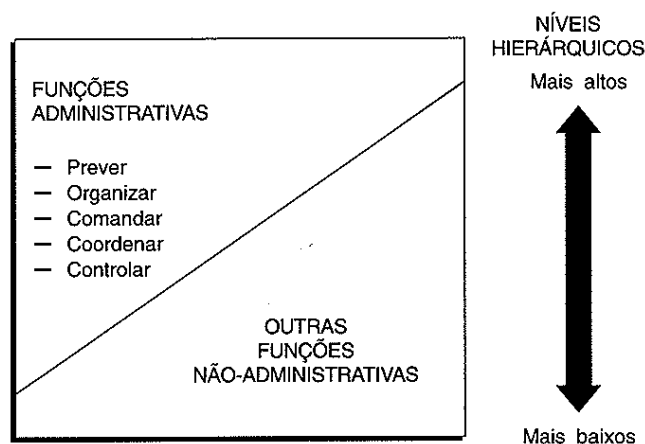 NÍVEIS
HIERÁRQUICOS
Mais altos
FUNÇÕES
ADMINISTRATIVAS
— Prever
— Organizar
— Comandar
— Coordenar
— Controlar
OUTRAS
FUNÇÕES
NÃO-ADMINISTRATIVAS
Mais baixos